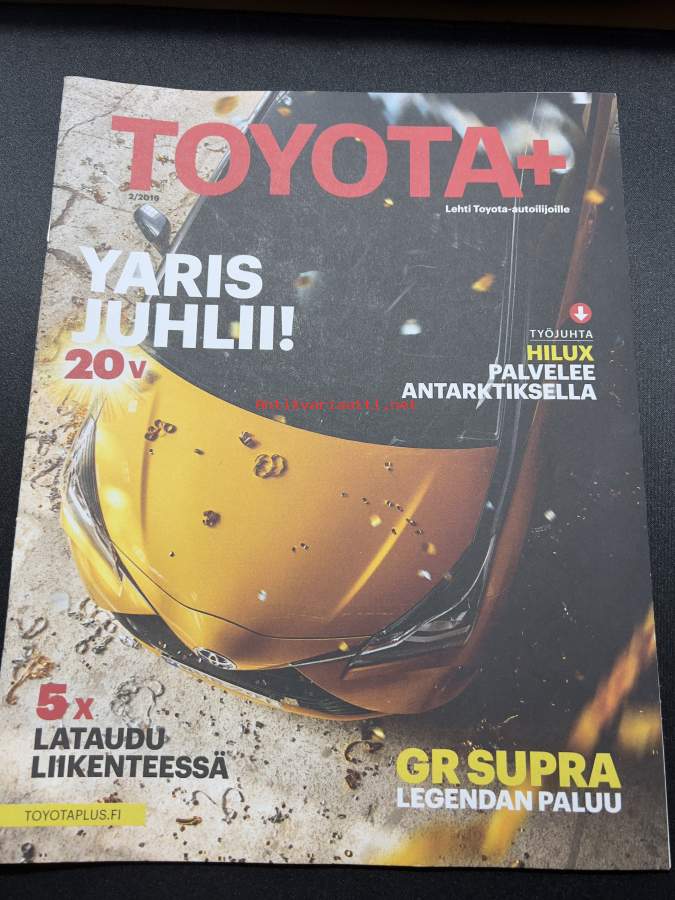 TOYOTA+
2/2019
Lehti Toyota-autoilijoille
YARIS
JUHLII!
20 V
TYÖJUHTA
HILUX
PALVELEE
ANTARKTIKSELLA
Antikvariaatti.net
5 X
LATAUDU
LIIKENTEESSÄ
GR SUPRA
LEGENDAN PALUU
TOYOTAPLUS.FI